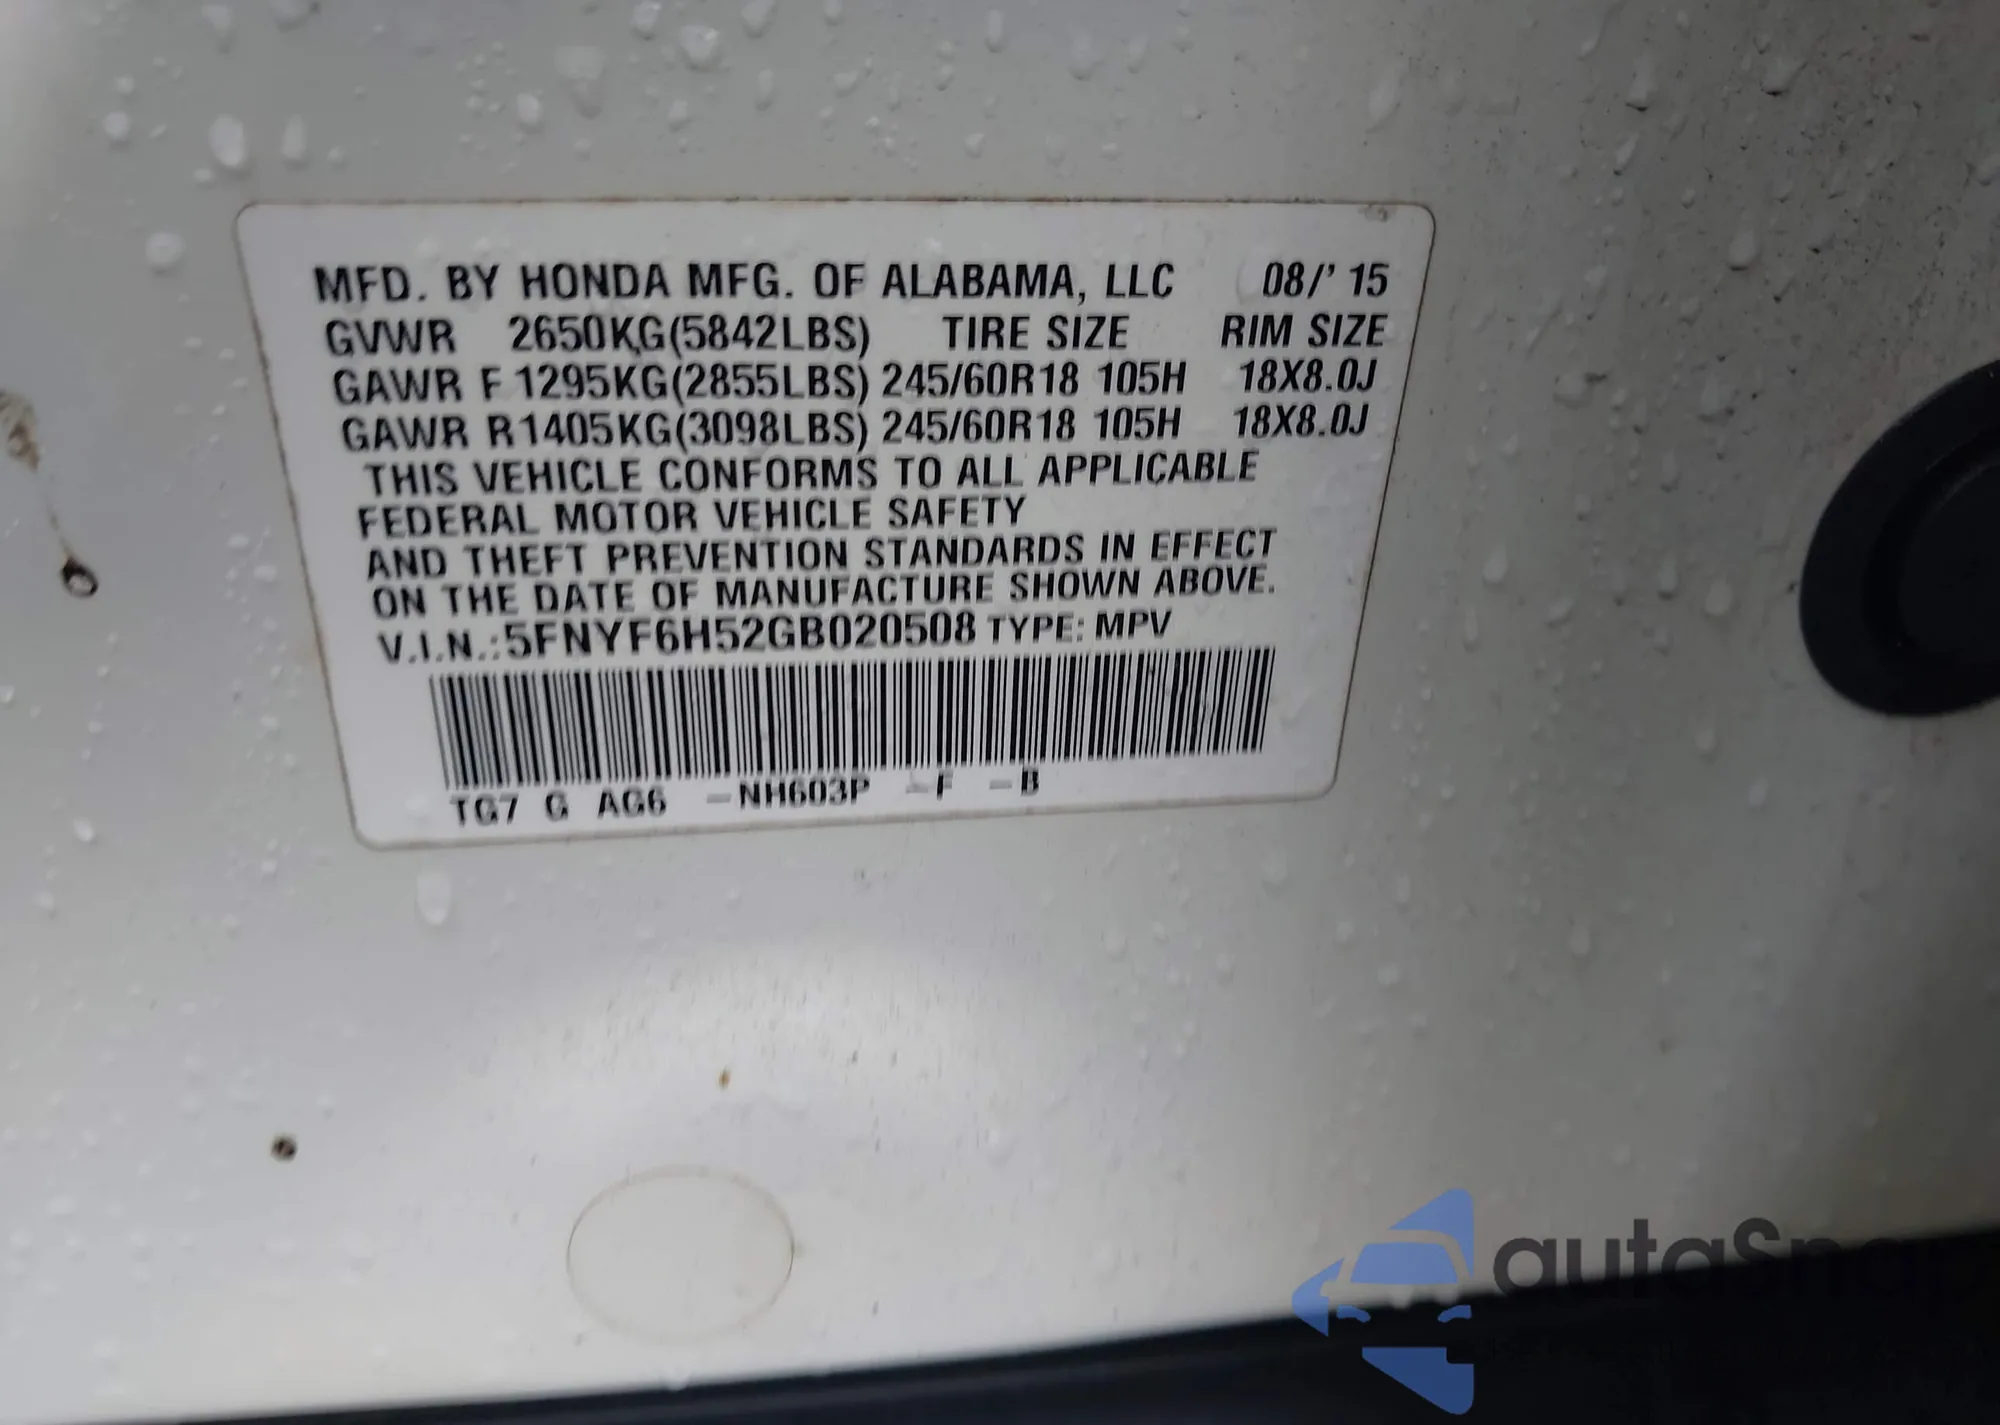 MFD. BY HONDA MFG. OF ALABAMA, LLC 08/' 15
GVWR 2650KG(5842LBS) TIRE SIZE RIM SIZE
GAWR F 1295KG(2855LBS) 245/60R18 105H 18X8.0J
GAWR R1405KG(3098LBS) 245/60R18 105H 18X8.0J
THIS VEHICLE CONFORMS TO ALL APPLICABLE
FEDERAL MOTOR VEHICLE SAFETY
AND THEFT PREVENTION STANDARDS IN EFFECT
ON THE DATE OF MANUFACTURE SHOWN ABOVE.
V.I.N.:5FNYF6H52GB020508 TYPE: MPV
TG7 G AG6 -NH603P -F -B